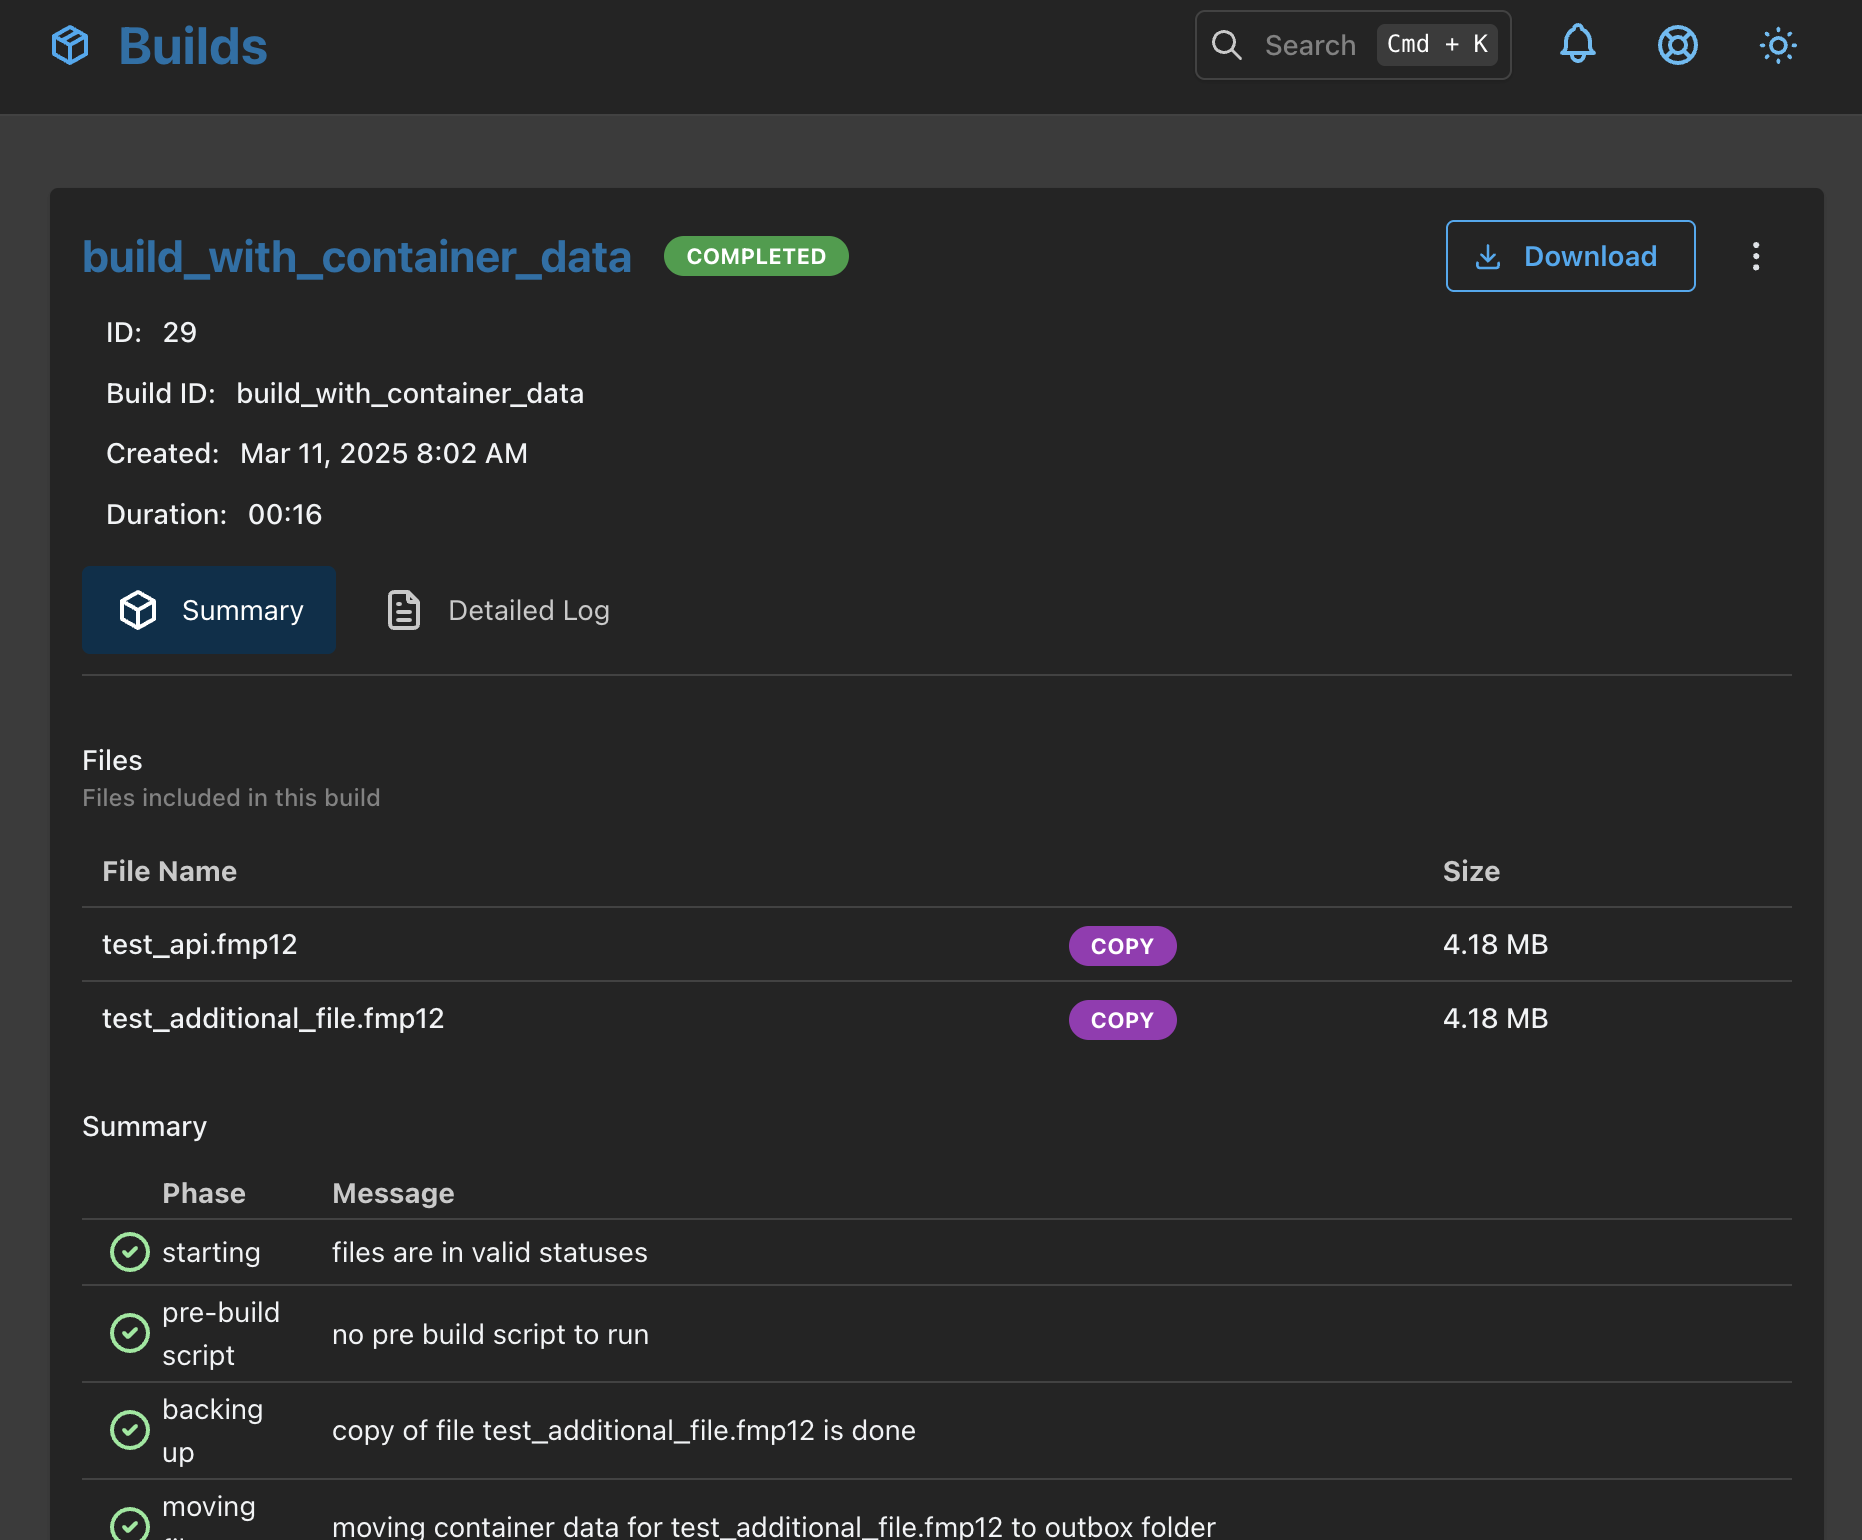 Builds
Search Cmd + K
build_with_container_data COMPLETED
Download
ID: 29
Build ID: build_with_container_data
Created: Mar 11, 2025 8:02 AM
Duration: 00:16
Summary Detailed Log
Files
Files included in this build
File Name Size
test_api.fmp12 COPY 4.18 MB
test_additional_file.fmp12 COPY 4.18 MB
Summary
Phase Message
starting files are in valid statuses
pre-build
script
no pre build script to run
backing
up
copy of file test_additional_file.fmp12 is done
moving
moving container data for test_additional_file.fmp12 to outbox folder